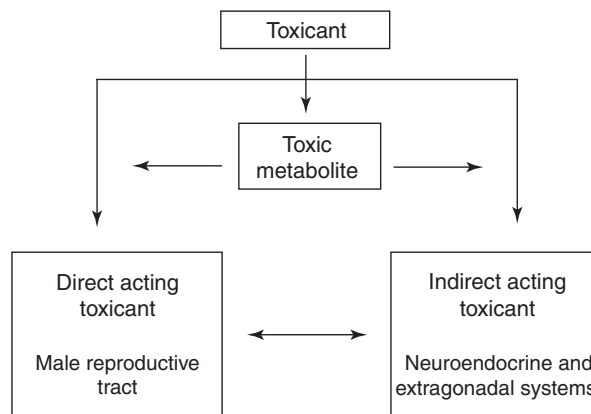 Toxicant
Toxic
metabolite
Direct acting
toxicant
Male reproductive
tract
Indirect acting
toxicant
Neuroendocrine and
extragonadal systems